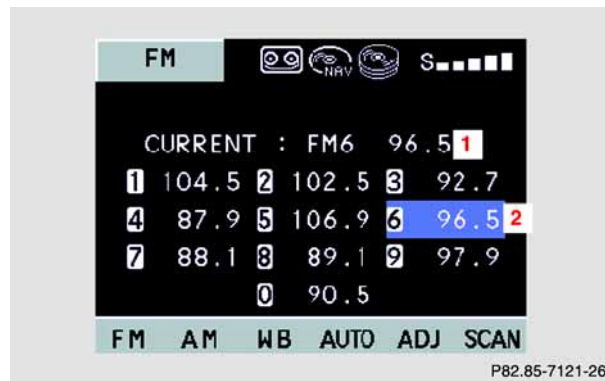 FM NAV S
CURRENT : FM6 96.5 1
1 104.5 2 102.5 3 92.7
4 87.9 5 106.9 6 96.5 2
7 88.1 8 89.1 9 97.9
0 90.5
FM AM WB AUTO ADJ SCAN
P82.85-7121-26